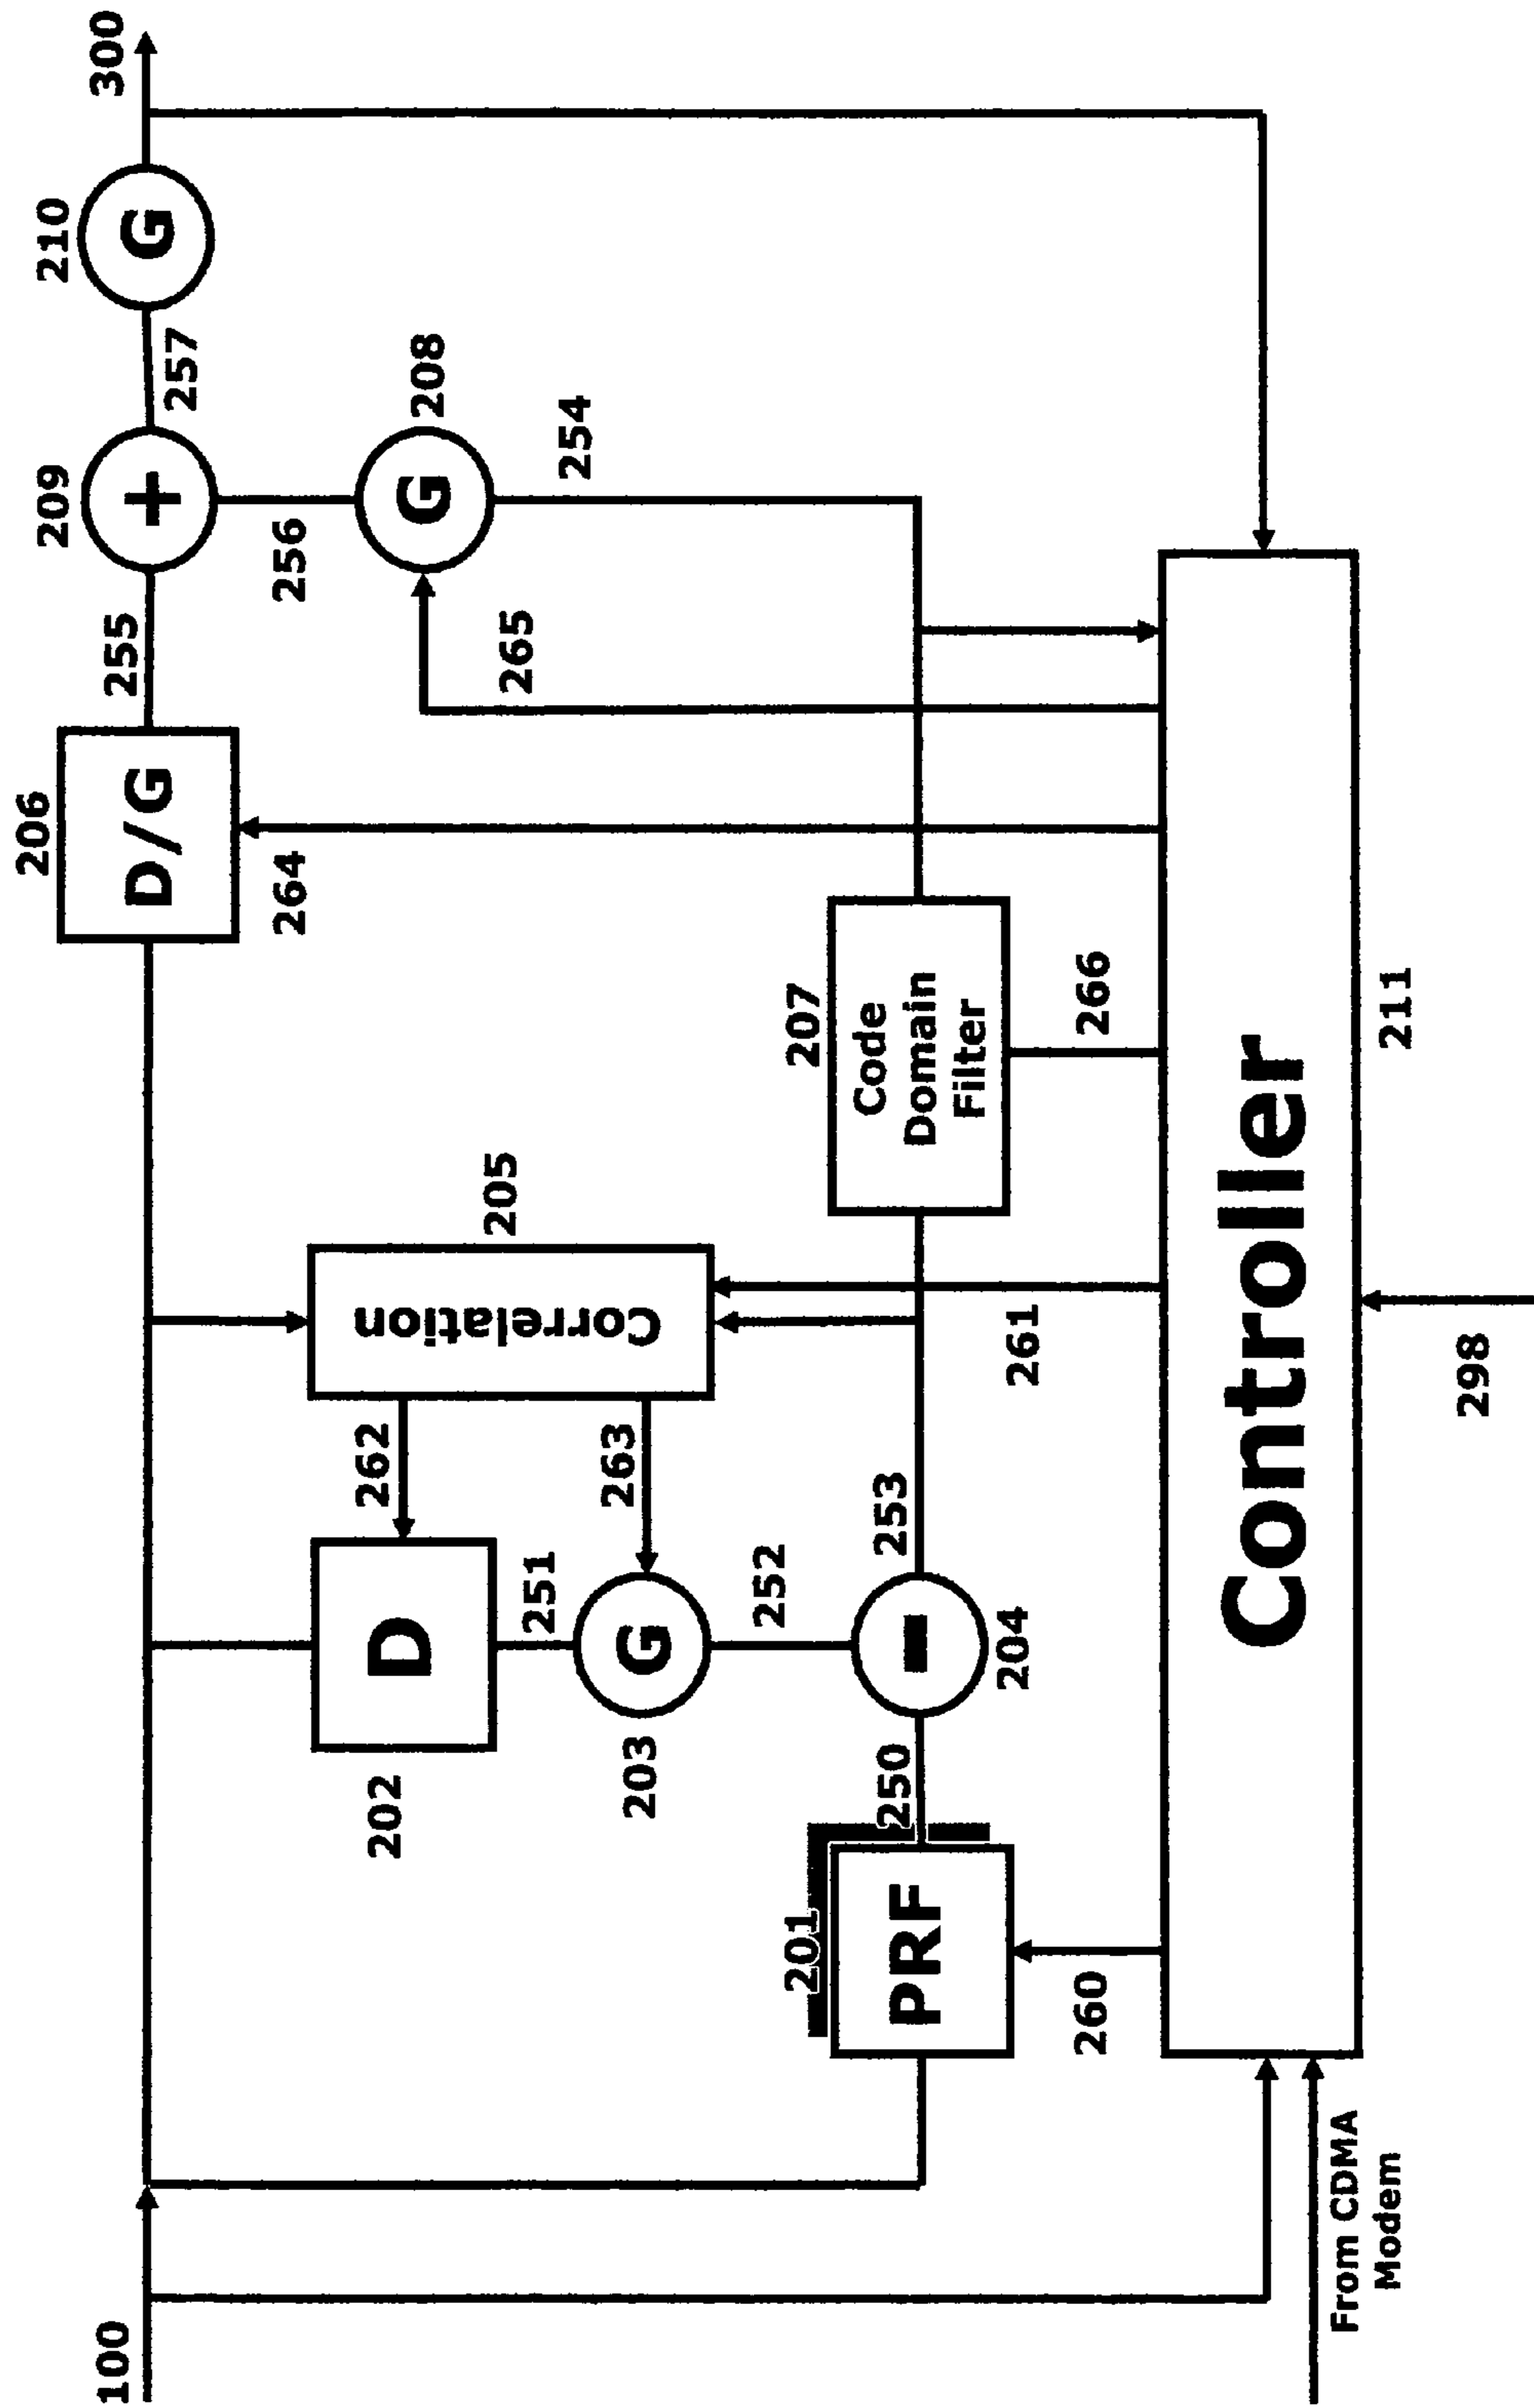 100
300
206
D/G
255
209
+
257
210
G
264
256
208
G
265
254
205
Correlation
262
263
202
D
251
203
G
252
204
-
253
250
201
PRF
207
Code
Domain
Filter
266
261
260
Controller
211
298
From CDMA
Modem